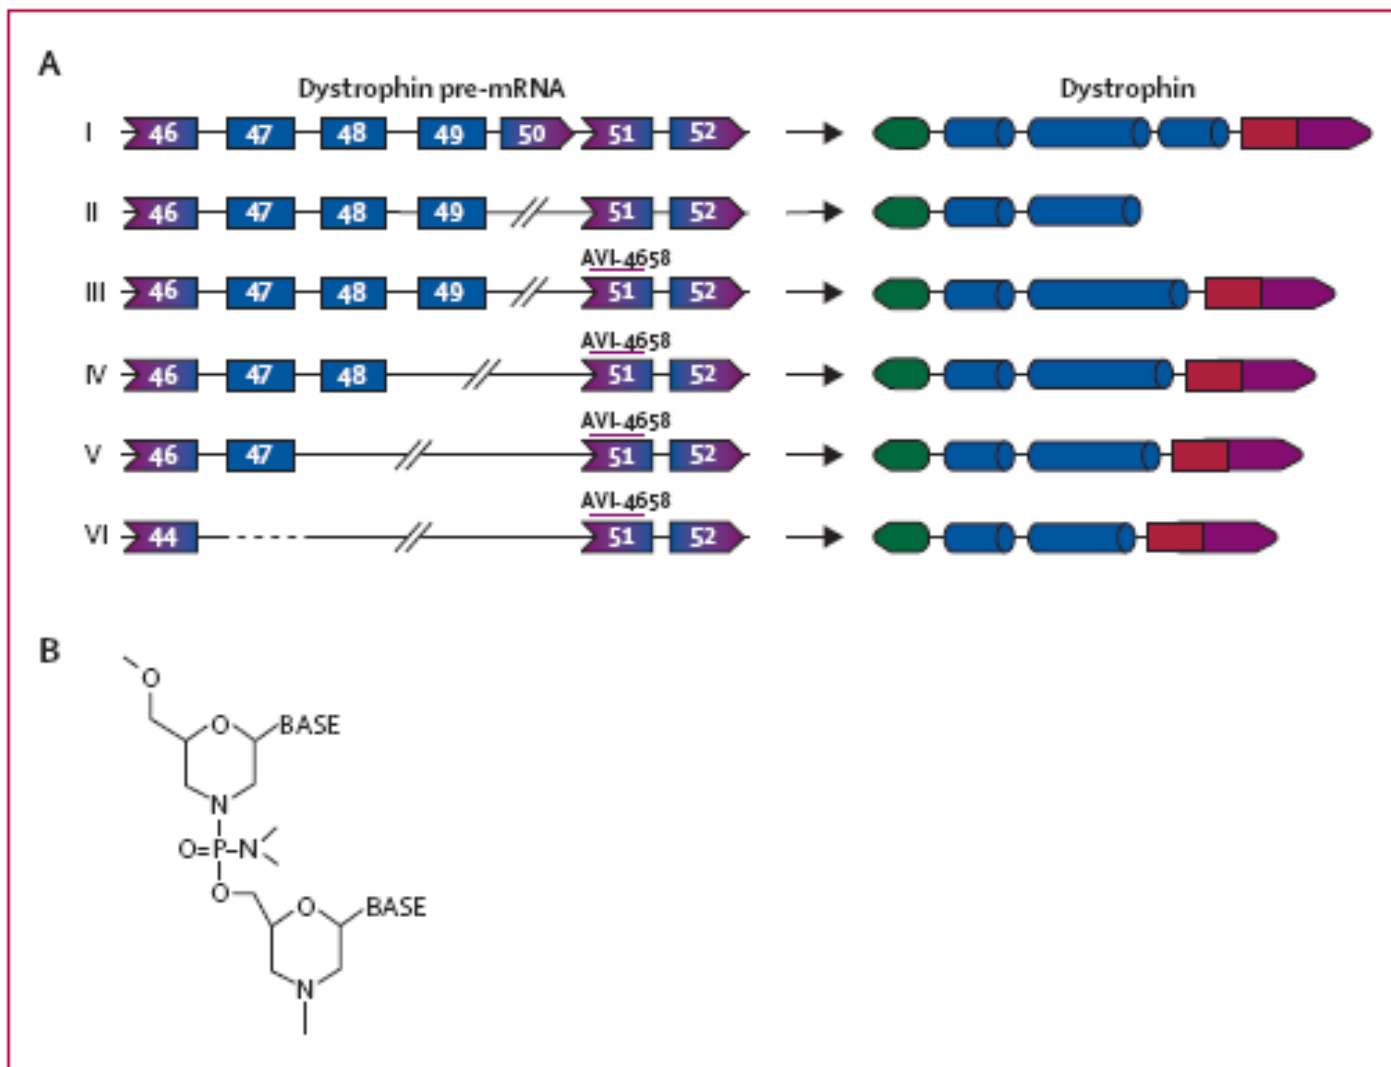 A
Dystrophin pre-mRNA Dystrophin
I 46 47 48 49 50 51 52
II 46 47 48 49 51 52
AVI-4658
III 46 47 48 49 51 52
AVI-4658
IV 46 47 48 51 52
AVI-4658
V 46 47 51 52
AVI-4658
VI 44 51 52
B
O
O BASE
N
O=P-N
O O BASE
N